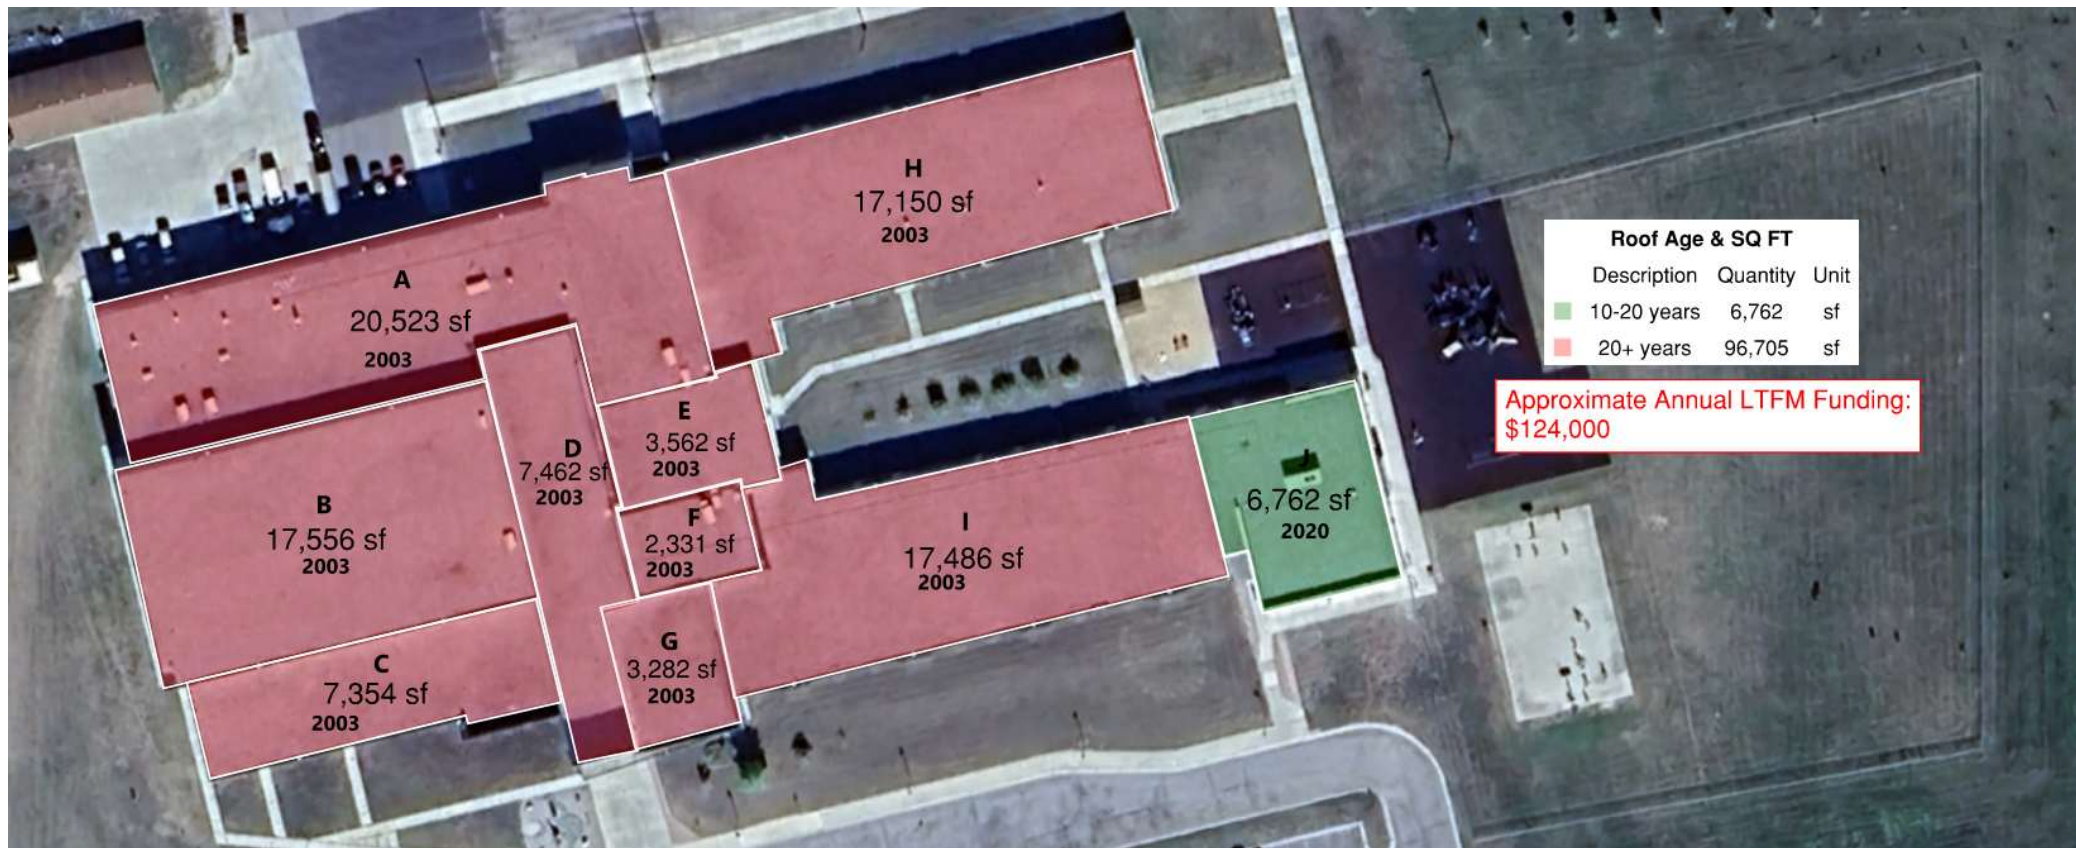 H
17,150 sf
2003
A
20,523 sf
2003
Roof Age & SQ FT
Description Quantity Unit
10-20 years 6,762 sf
20+ years 96,705 sf
Approximate Annual LTFM Funding:
$124,000
E
3,562 sf
2003
D
7,462 sf
2003
B
17,556 sf
2003
F
2,331 sf
2003
I
17,486 sf
2003
J
6,762 sf
2020
G
3,282 sf
2003
C
7,354 sf
2003